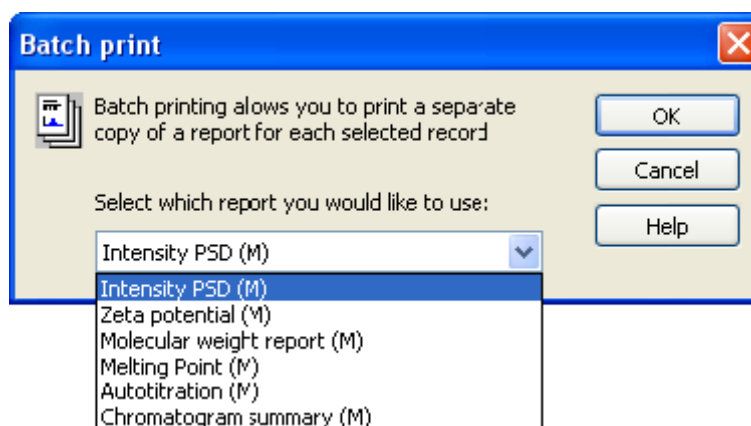 Batch print
Batch printing alows you to print a separate
copy of a report for each selected record
OK
Cancel
Select which report you would like to use:
Help
Intensity PSD (M)
Intensity PSD (M)
Zeta potential (M)
Molecular weight report (M)
Melting Point (M)
Autotitration (M)
Chromatogram summary (M)